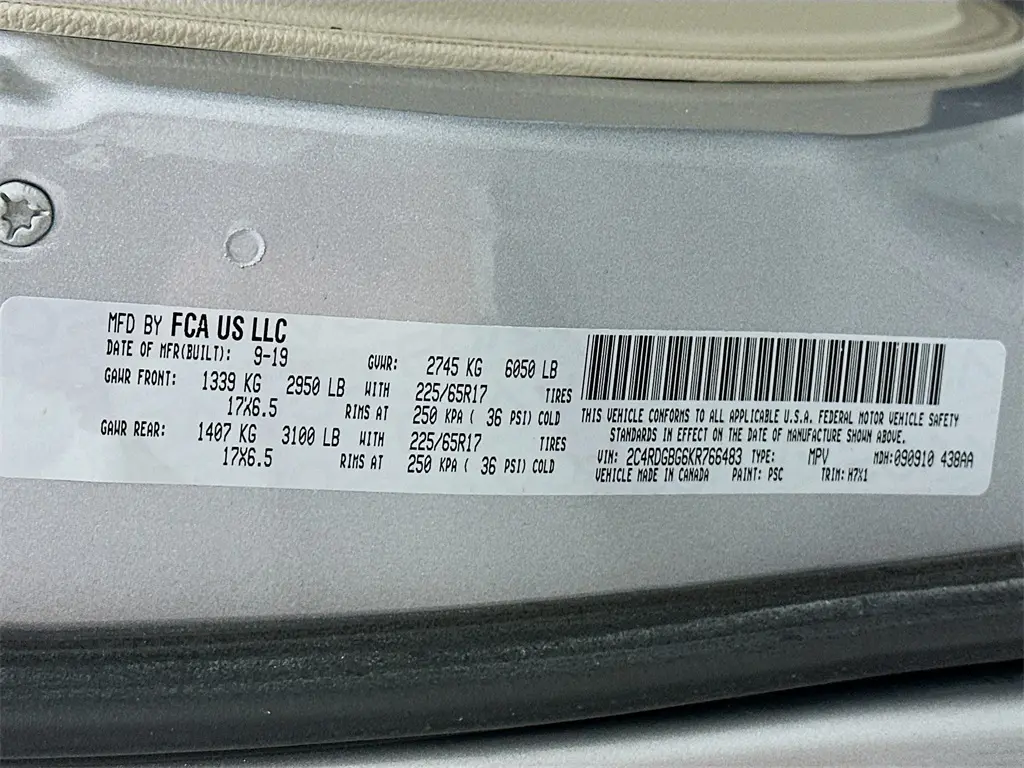 MFD BY FCA US LLC
DATE OF MFR(BUILT): 9-19 GVWR: 2745 KG 6050 LB
GAWR FRONT: 1339 KG 2950 LB WITH 225/65R17 TIRES
17X6.5 RIMS AT 250 KPA ( 36 PSI) COLD
GAWR REAR: 1407 KG 3100 LB WITH 225/65R17 TIRES
17X6.5 RIMS AT 250 KPA ( 36 PSI) COLD
THIS VEHICLE CONFORMS TO ALL APPLICABLE U.S.A. FEDERAL MOTOR VEHICLE SAFETY
STANDARDS IN EFFECT ON THE DATE OF MANUFACTURE SHOWN ABOVE.
VIN: 2C4RDGBG6KR766483 TYPE: MPV MDH:090910 438AA
VEHICLE MADE IN CANADA PAINT: PSC TRIM: H7X1